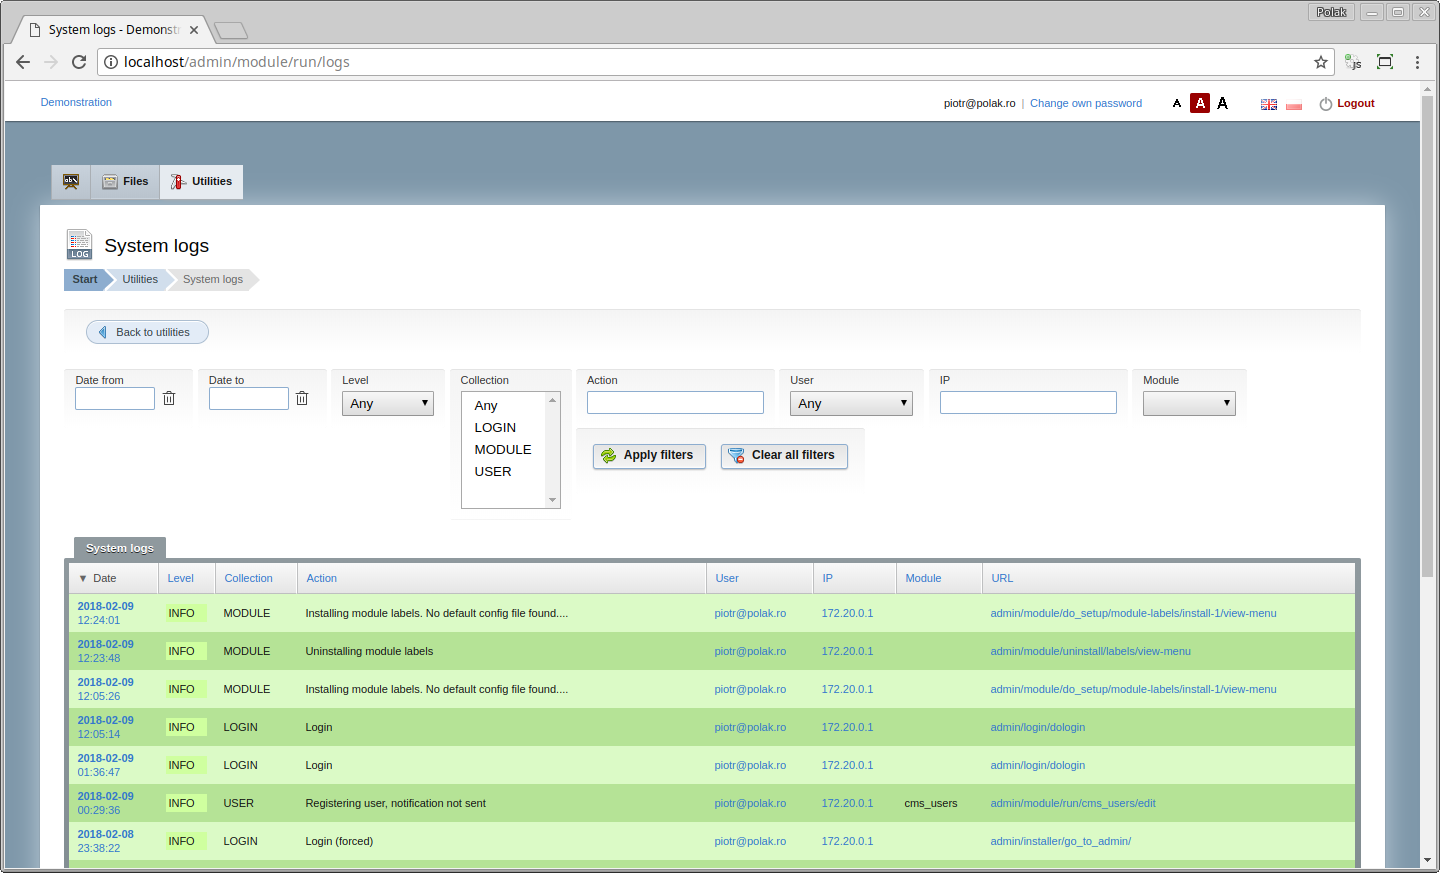 Polak
System logs - Demonst
localhost/admin/module/run/logs
js
Demonstration
piotr@polak.ro | Change own password A A A Logout
abc Files Utilities
LOG System logs
Start Utilities System logs
Back to utilities
Date from Date to Level Collection Action User IP Module
Any Any
Any
LOGIN
MODULE
USER
Apply filters Clear all filters
System logs
▼ Date Level Collection Action User IP Module URL
2018-02-09
12:24:01 INFO MODULE Installing module labels. No default config file found.... piotr@polak.ro 172.20.0.1 admin/module/do_setup/module-labels/install-1/view-menu
2018-02-09
12:23:48 INFO MODULE Uninstalling module labels piotr@polak.ro 172.20.0.1 admin/module/uninstall/labels/view-menu
2018-02-09
12:05:26 INFO MODULE Installing module labels. No default config file found.... piotr@polak.ro 172.20.0.1 admin/module/do_setup/module-labels/install-1/view-menu
2018-02-09
12:05:14 INFO LOGIN Login piotr@polak.ro 172.20.0.1 admin/login/dologin
2018-02-09
01:36:47 INFO LOGIN Login piotr@polak.ro 172.20.0.1 admin/login/dologin
2018-02-09
00:29:36 INFO USER Registering user, notification not sent piotr@polak.ro 172.20.0.1 cms_users admin/module/run/cms_users/edit
2018-02-08
23:38:22 INFO LOGIN Login (forced) piotr@polak.ro 172.20.0.1 admin/installer/go_to_admin/